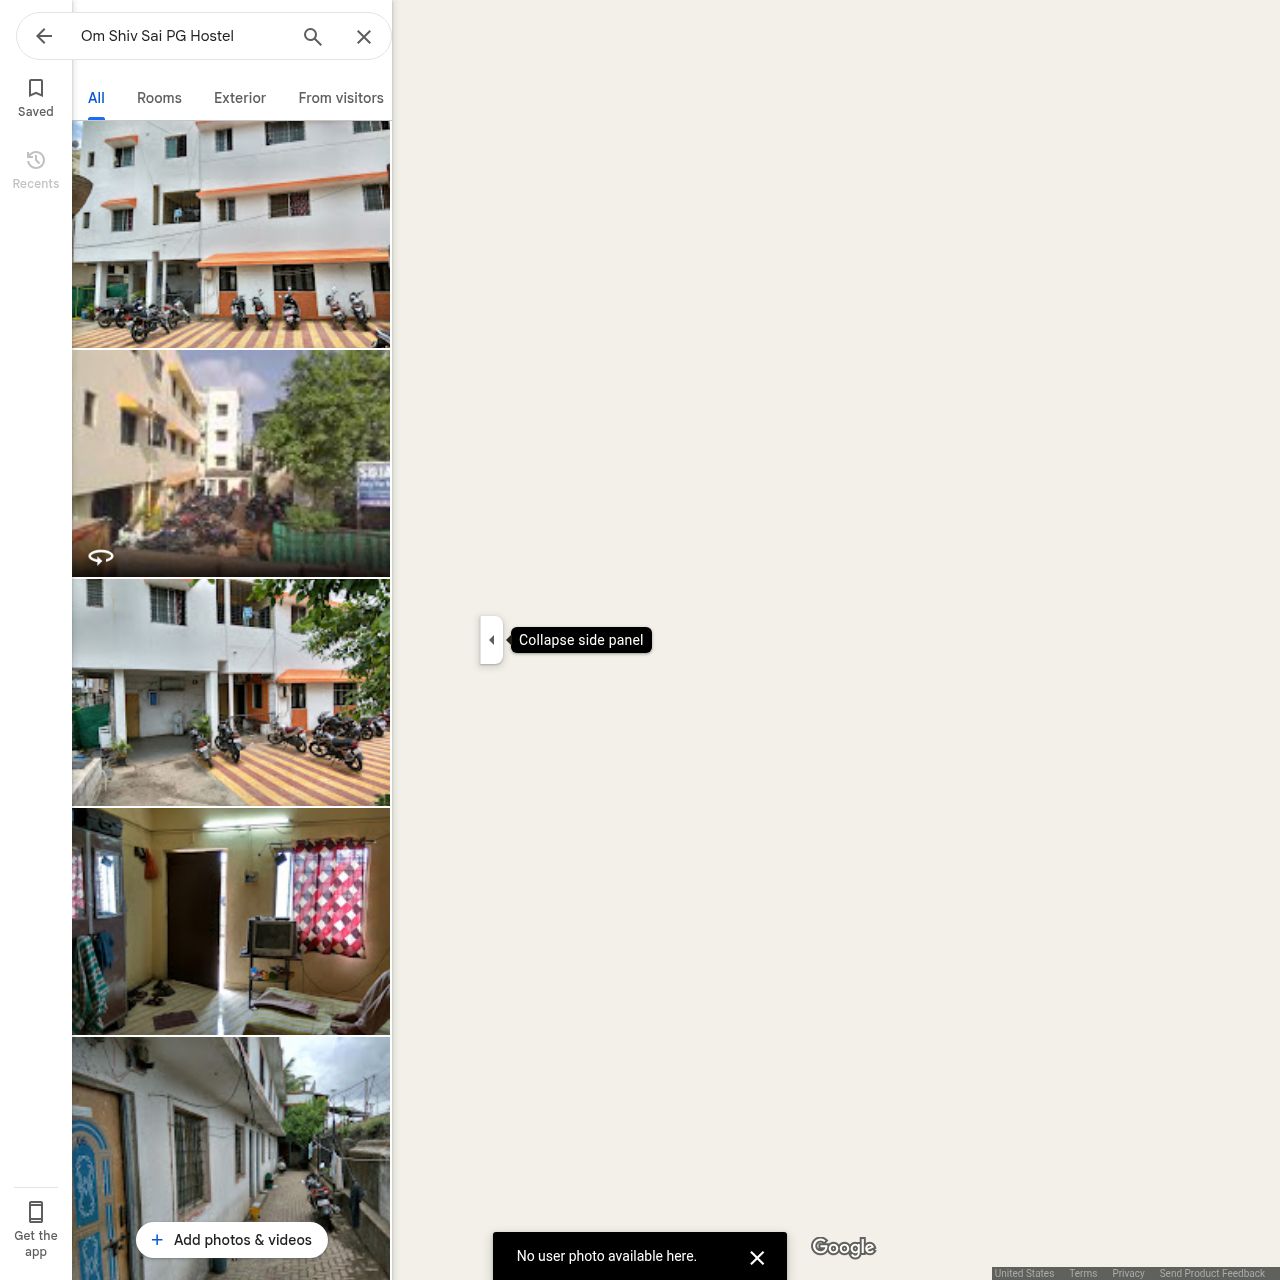 Om Shiv Sai PG Hostel
Saved
Recents
All
Rooms
Exterior
From visitors
Collapse side panel
Add photos & videos
Get the
app
No user photo available here.
Google
United States
Terms
Privacy
Send Product Feedback